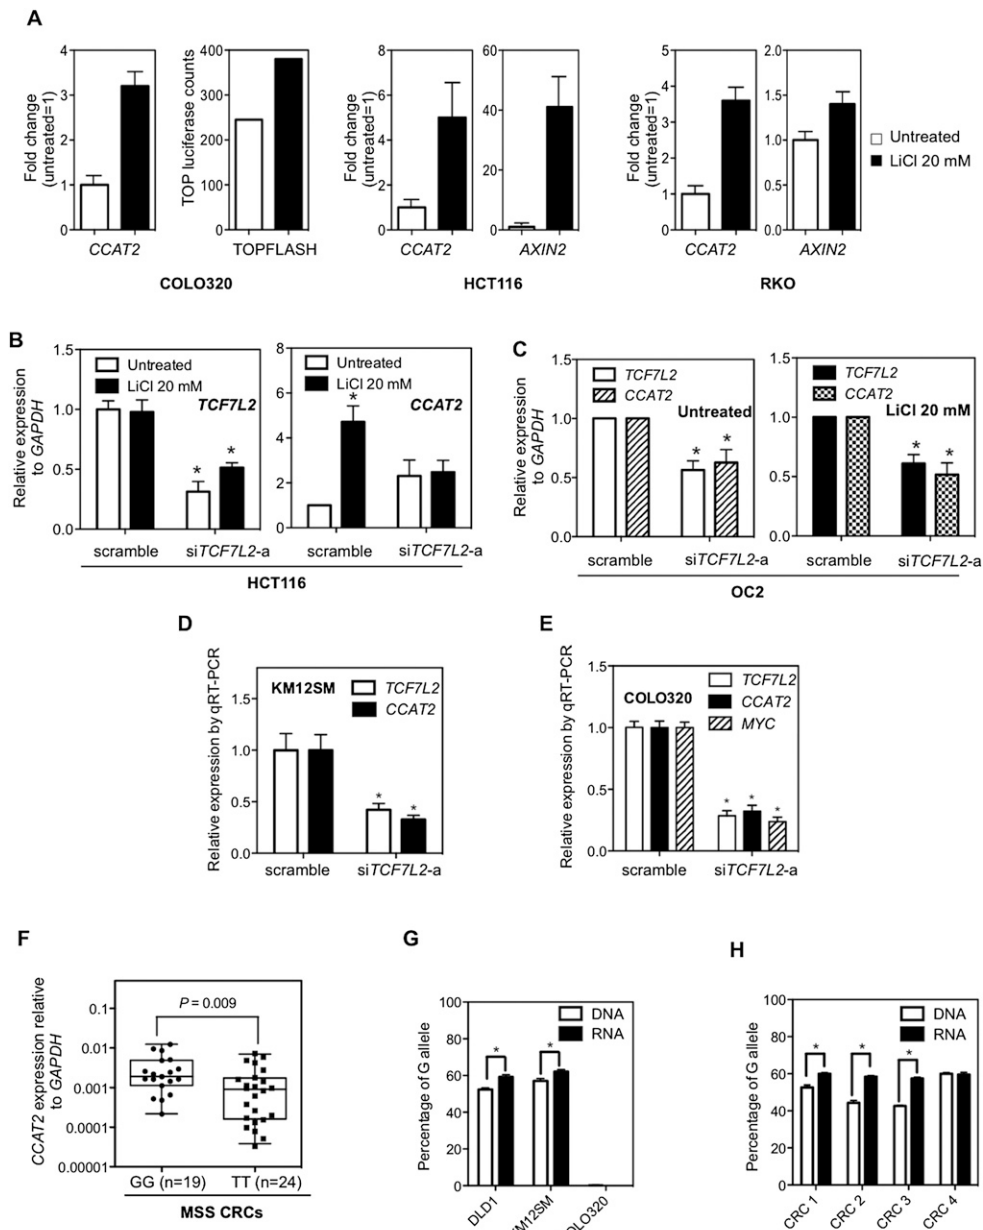 A
Fold change
(untreated=1)
4
3
2
1
0
CCAT2
TOP luciferase counts
400
300
200
100
0
TOPFLASH
COLO320
Fold change
(untreated=1)
8
6
4
2
0
CCAT2
60
40
20
0
AXIN2
HCT116
Fold change
(untreated=1)
5
4
3
2
1
0
CCAT2
2.0
1.5
1.0
0.5
0.0
AXIN2
RKO
Untreated
LiCl 20 mM
B
Relative expression
to GAPDH
1.5
1.0
0.5
0.0
Untreated
LiCl 20 mM
TCF7L2
* *
scramble siTCF7L2-a
8
6
4
2
0
Untreated
LiCl 20 mM
*
CCAT2
scramble siTCF7L2-a
HCT116
C
Relative expression
to GAPDH
1.5
1.0
0.5
0.0
TCF7L2
CCAT2
Untreated
* *
scramble siTCF7L2-a
1.5
1.0
0.5
0.0
TCF7L2
CCAT2
LiCl 20 mM
* *
scramble siTCF7L2-a
OC2
D
Relative expression by qRT-PCR
1.5
1.0
0.5
0.0
KM12SM
TCF7L2
CCAT2
* *
scramble siTCF7L2-a
E
Relative expression by qRT-PCR
1.5
1.0
0.5
0.0
COLO320
TCF7L2
CCAT2
MYC
* * *
scramble siTCF7L2-a
F
CCAT2 expression relative
to GAPDH
0.1
0.01
0.001
0.0001
0.00001
P = 0.009
GG (n=19) TT (n=24)
MSS CRCs
G
Percentage of G allele
100
80
60
40
20
0
DNA
RNA
* *
DLD1
KM12SM
COLO320
H
Percentage of G allele
100
80
60
40
20
0
DNA
RNA
* * *
CRC 1
CRC 2
CRC 3
CRC 4